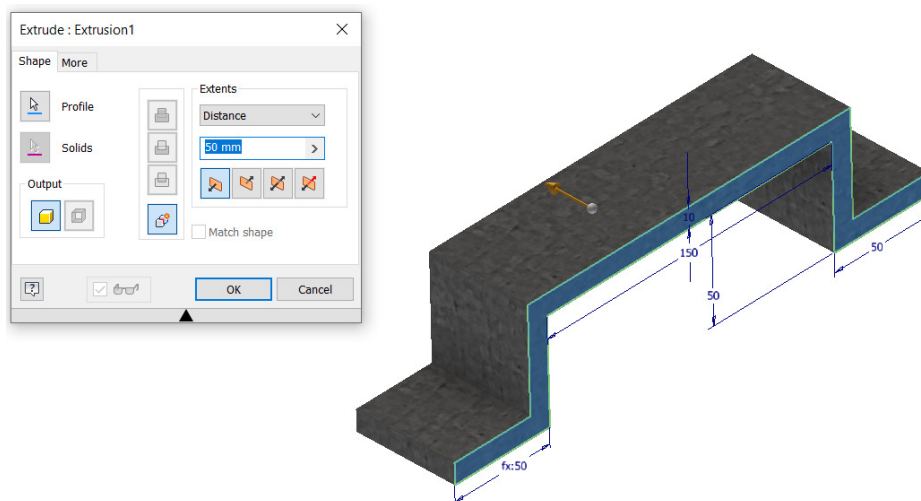 Extrude : Extrusion1
Shape
More
Profile
Solids
Output
Extents
Distance
50 mm
Match shape
OK
Cancel
10
150
50
50
fx:50